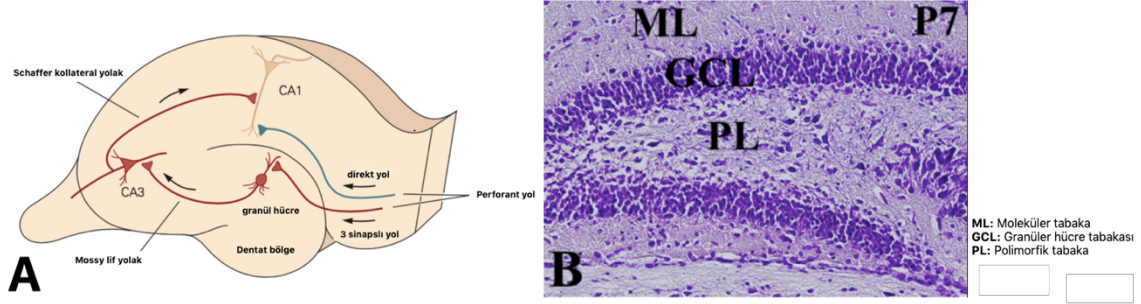 Schaffer kollateral yolak
CA1
CA3
granül hücre
direkt yol
Perforant yol
3 sinapslı yol
Dentat bölge
Mossy lif yolak
A
ML
P7
GCL
PL
B
ML: Moleküler tabaka
GCL: Granüler hücre tabakası
PL: Polimorfik tabaka